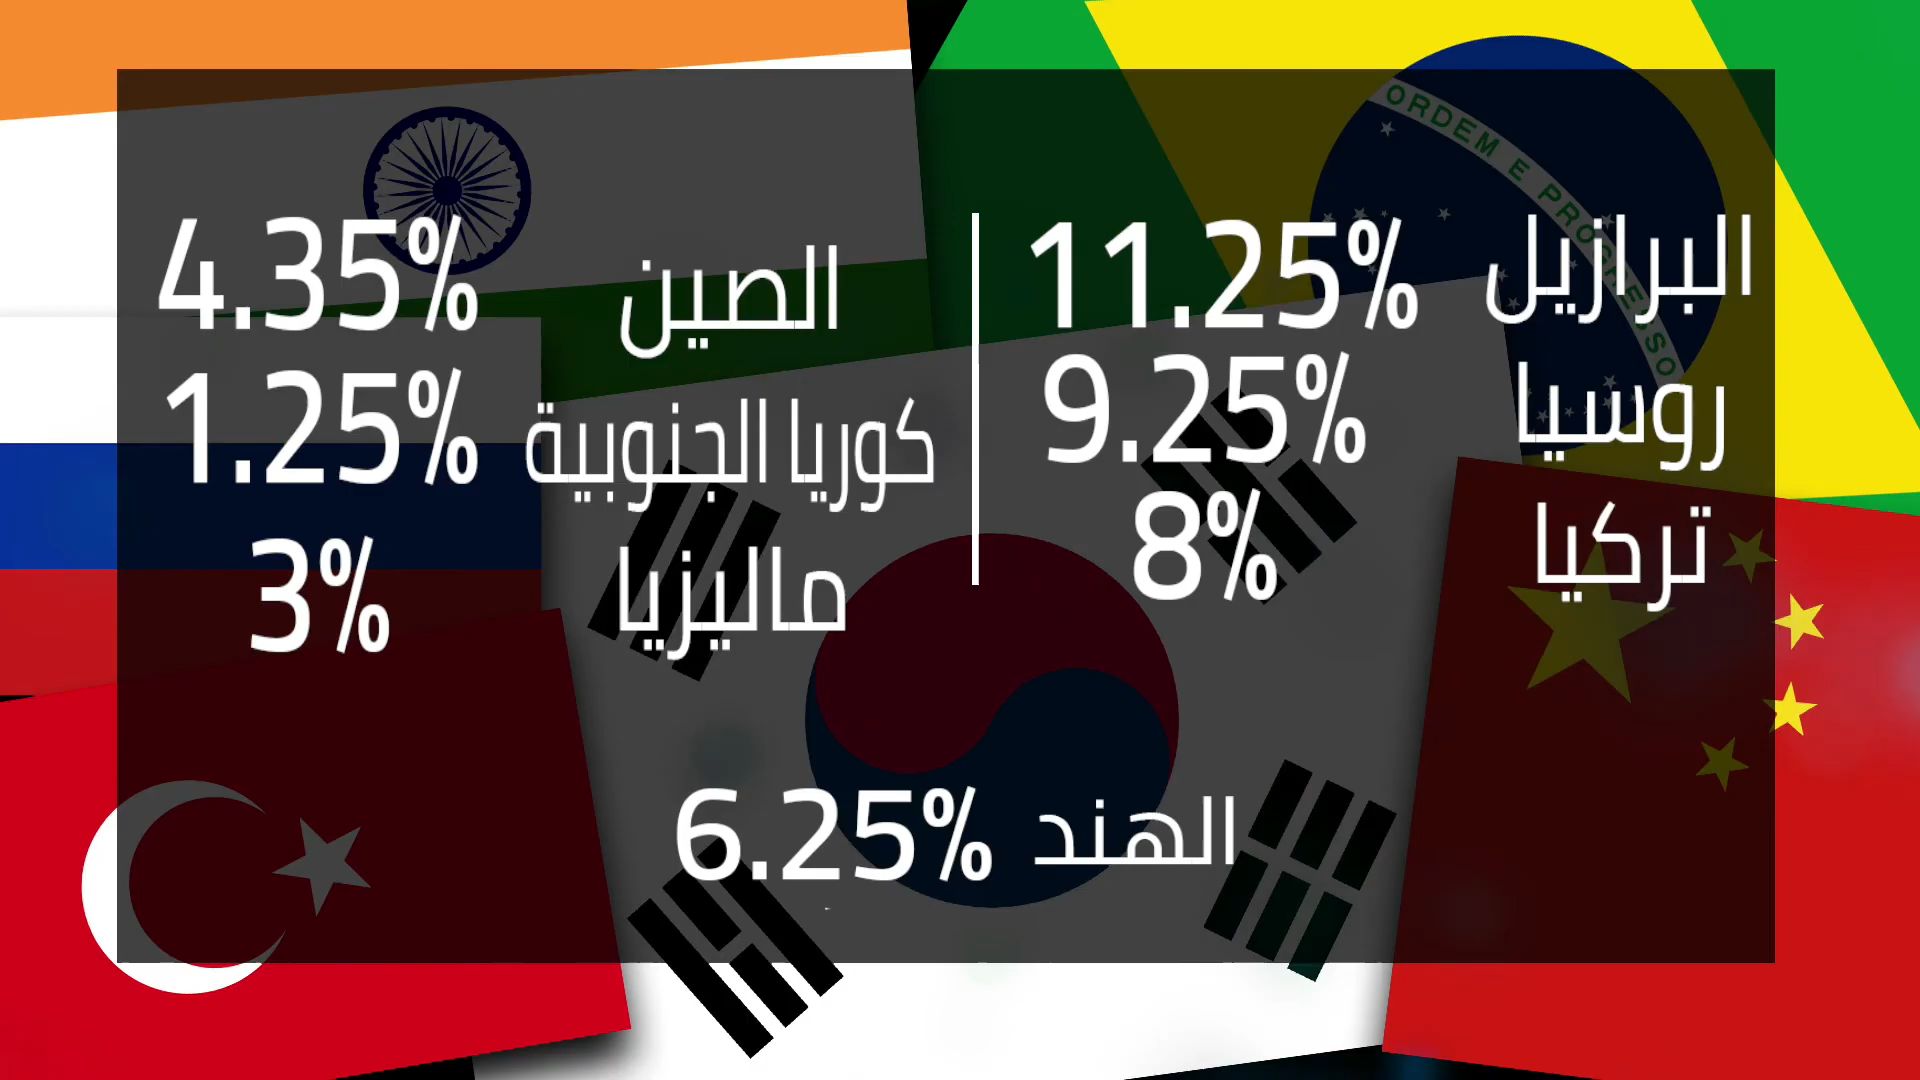 البرازيل 11.25%
روسيا 9.25%
تركيا 8%
الصين 4.35%
كوريا الجنوبية 1.25%
ماليزيا 3%
الهند 6.25%
ORDEM E PROGRESSO